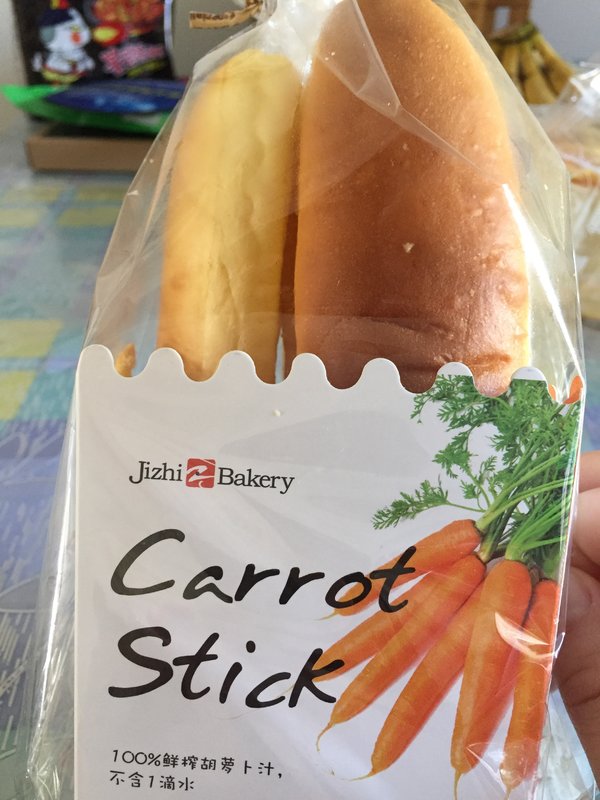 Jizhi Bakery
Carrot
Stick
100%鲜榨胡萝卜汁，
不含1滴水